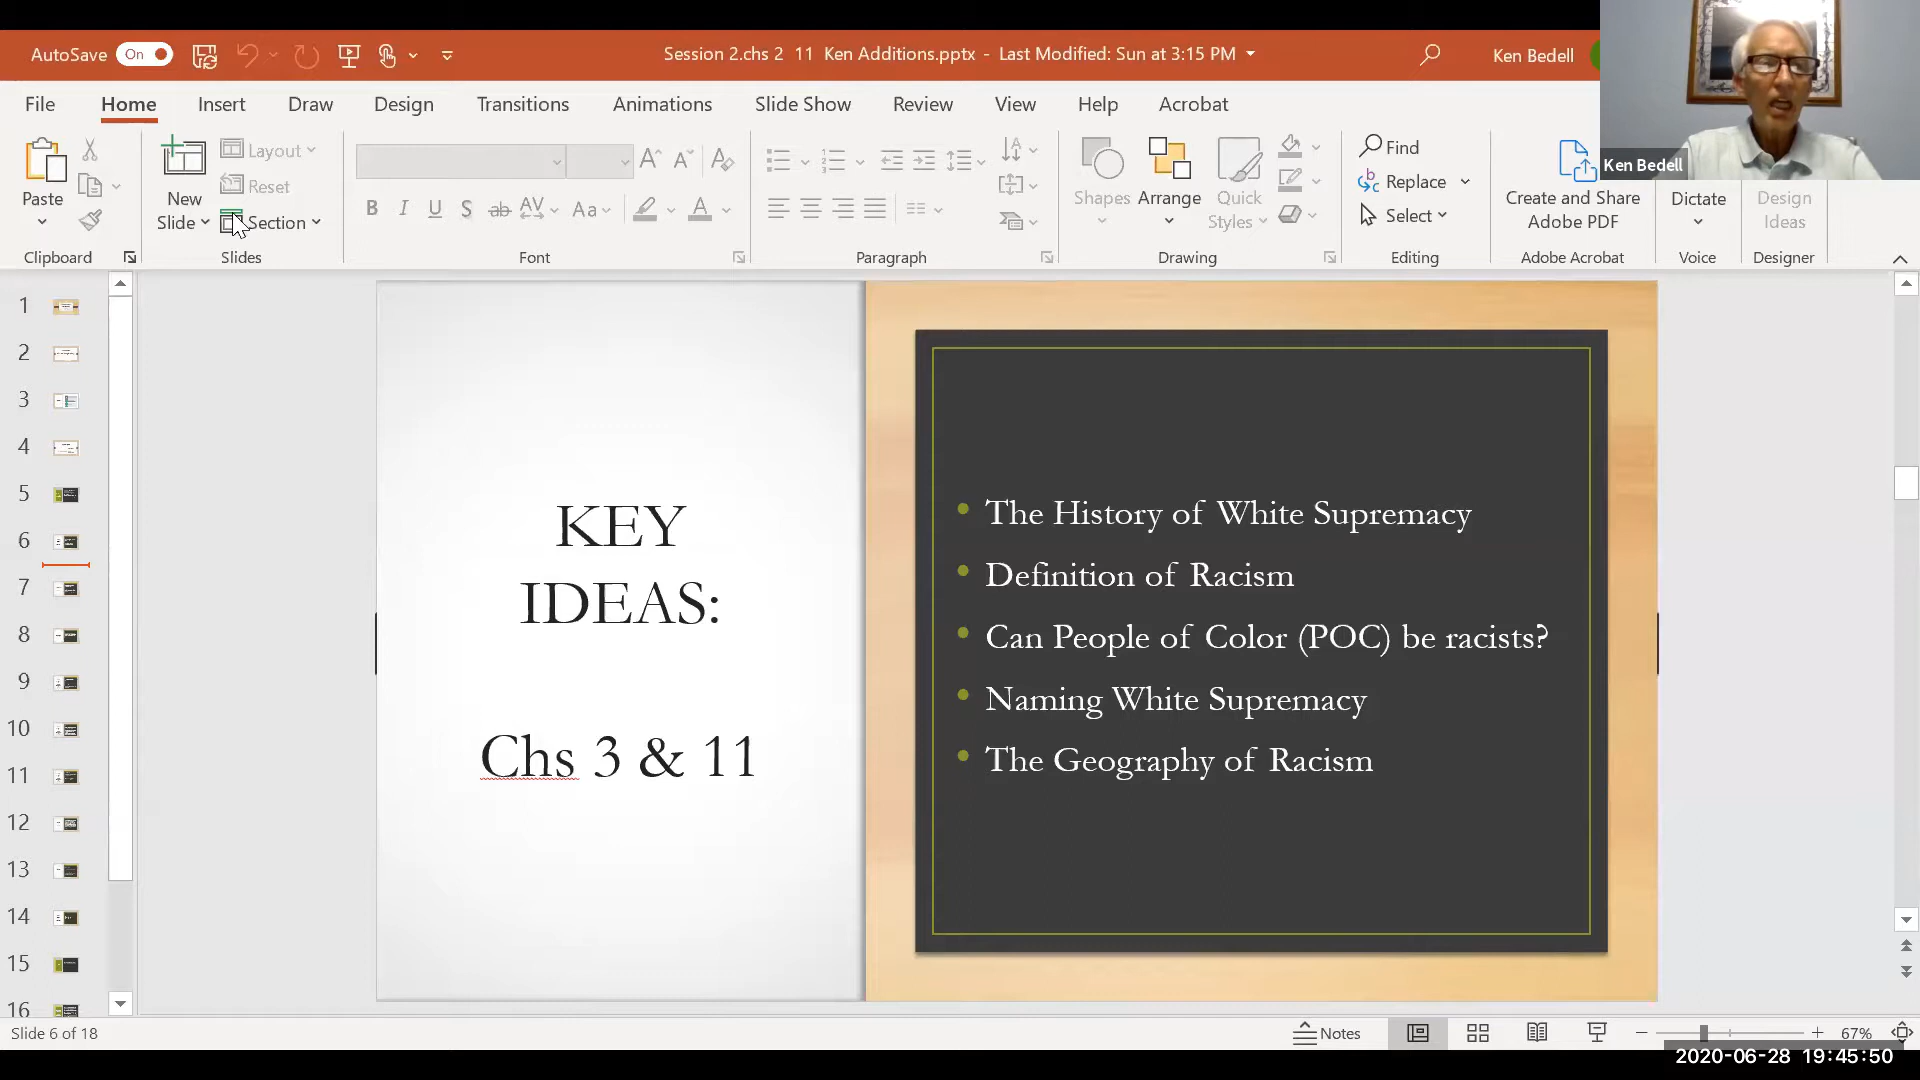 AutoSave On
Session 2.chs 2 11 Ken Additions.pptx - Last Modified: Sun at 3:15 PM
Ken Bedell
File Home Insert Draw Design Transitions Animations Slide Show Review View Help Acrobat
Ken Bedell
Paste
Clipboard
New
Slide
Layout
Reset
Section
Slides
B I U S ab AV Aa A
Font
Paragraph
Shapes
Arrange
Quick
Styles
Drawing
Find
Replace
Select
Editing
Create and Share
Adobe PDF
Adobe Acrobat
Dictate
Voice
Design
Ideas
Designer
1
2
3
4
5
6
7
8
9
10
11
12
13
14
15
16
KEY
IDEAS:
Chs 3 & 11
The History of White Supremacy
Definition of Racism
Can People of Color (POC) be racists?
Naming White Supremacy
The Geography of Racism
Slide 6 of 18
Notes
67%
2020-06-28 19:45:50